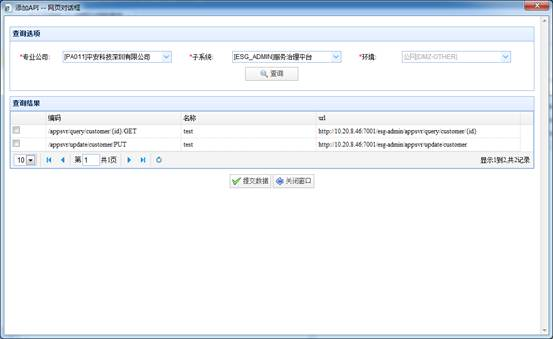 添加API -- 网页对话框
查询选项
*专业公司: [PA011]平安科技深圳有限公司 *子系统: [ESG_ADMIN]服务治理平台 *环境: 公网[DMZ-OTHER]
查询
查询结果
编码 名称 url
/appsvr/query/customer/{id}/GET test http://10.20.8.46:7001/esg-admin/appsvr/query/customer/{id}
/appsvr/update/customer/PUT test http://10.20.8.46:7001/esg-admin/appsvr/update/customer
10 第 1 共1页 显示1到2,共2记录
提交数据 关闭窗口